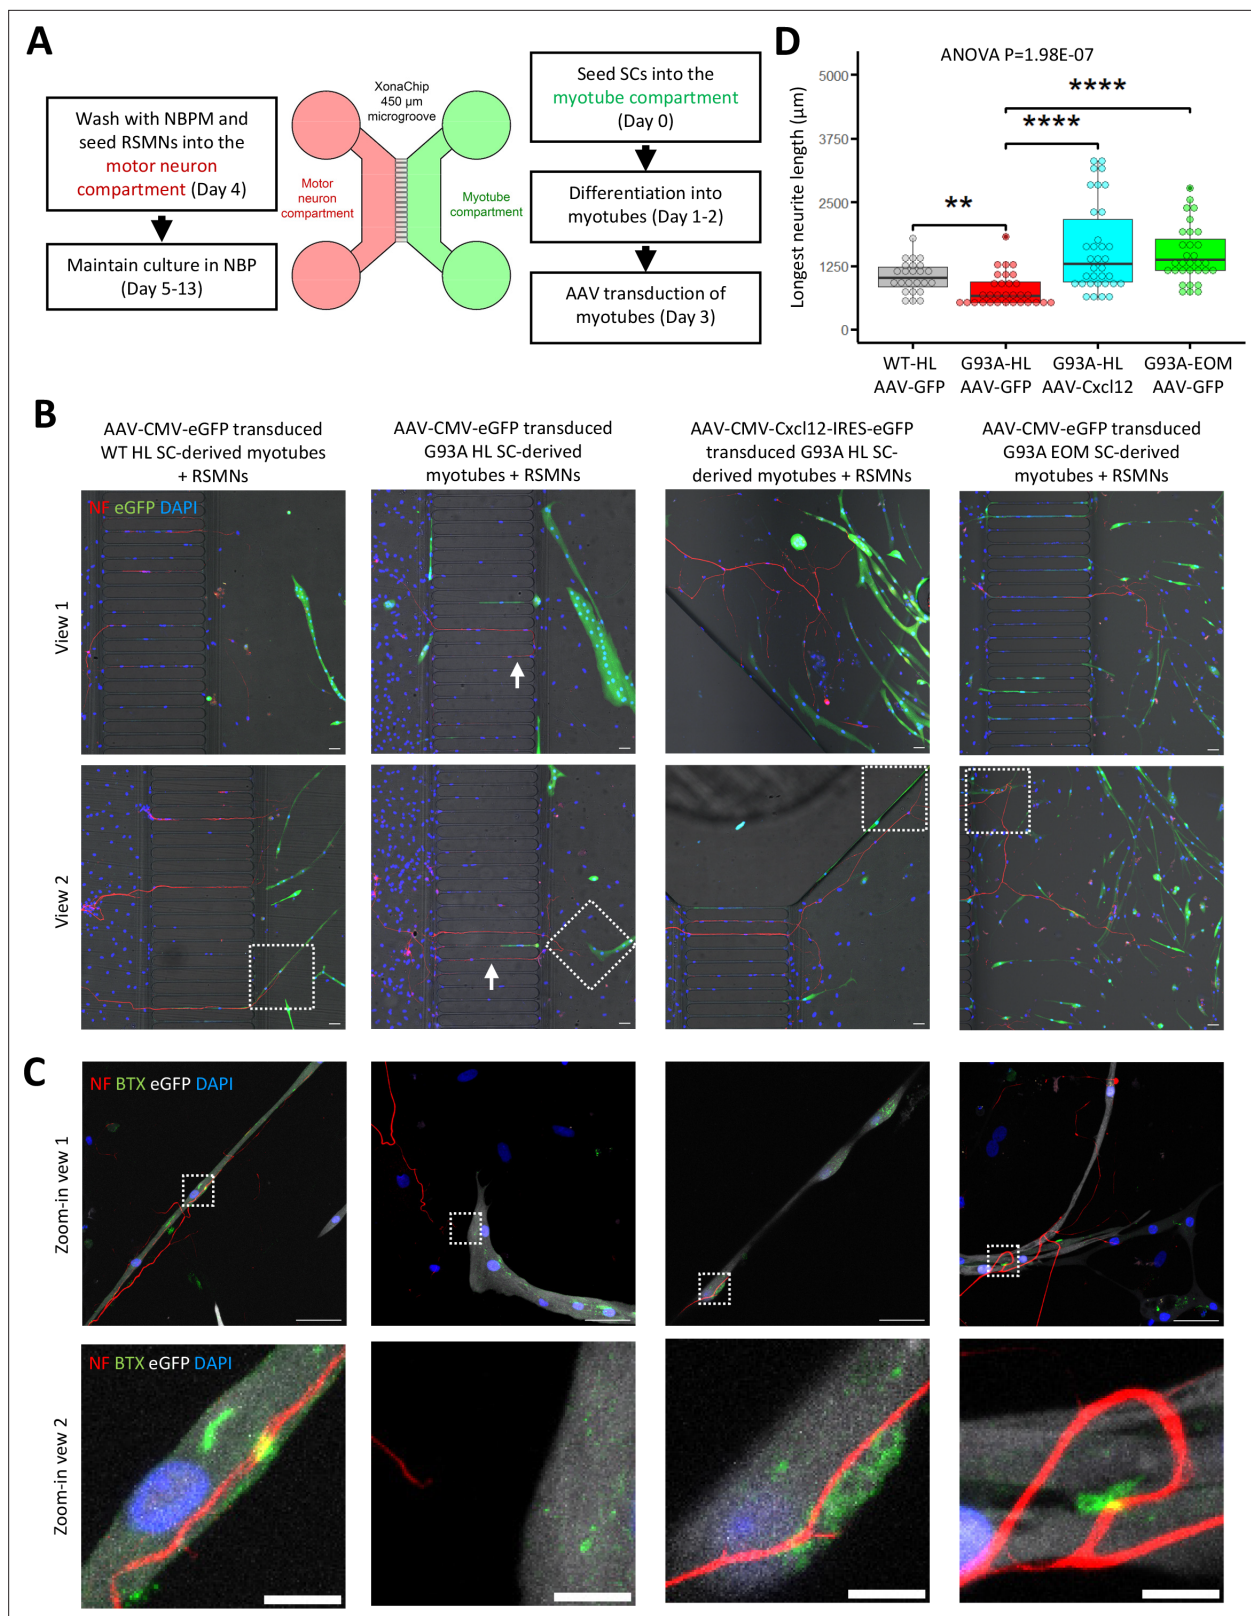 A
Wash with NBPM and
seed RSMNs into the
motor neuron
compartment (Day 4)
Maintain culture in NBP
(Day 5-13)
XonaChip
450 μm
microgroove
Motor
neuron
compartment
Myotube
compartment
Seed SCs into the
myotube compartment
(Day 0)
Differentiation into
myotubes (Day 1-2)
AAV transduction of
myotubes (Day 3)
D
ANOVA P=1.98E-07
Longest neurite length (μm)
5000
3750
2500
1250
0
**
****
****
WT-HL
AAV-GFP
G93A-HL
AAV-GFP
G93A-HL
AAV-Cxcl12
G93A-EOM
AAV-GFP
B
AAV-CMV-eGFP transduced
WT HL SC-derived myotubes
+ RSMNs
AAV-CMV-eGFP transduced
G93A HL SC-derived
myotubes + RSMNs
AAV-CMV-Cxcl12-IRES-eGFP
transduced G93A HL SC-
derived myotubes + RSMNs
AAV-CMV-eGFP transduced
G93A EOM SC-derived
myotubes + RSMNs
View 1
NF eGFP DAPI
View 2
C
Zoom-in vew 1
NF BTX eGFP DAPI
Zoom-in vew 2
NF BTX eGFP DAPI